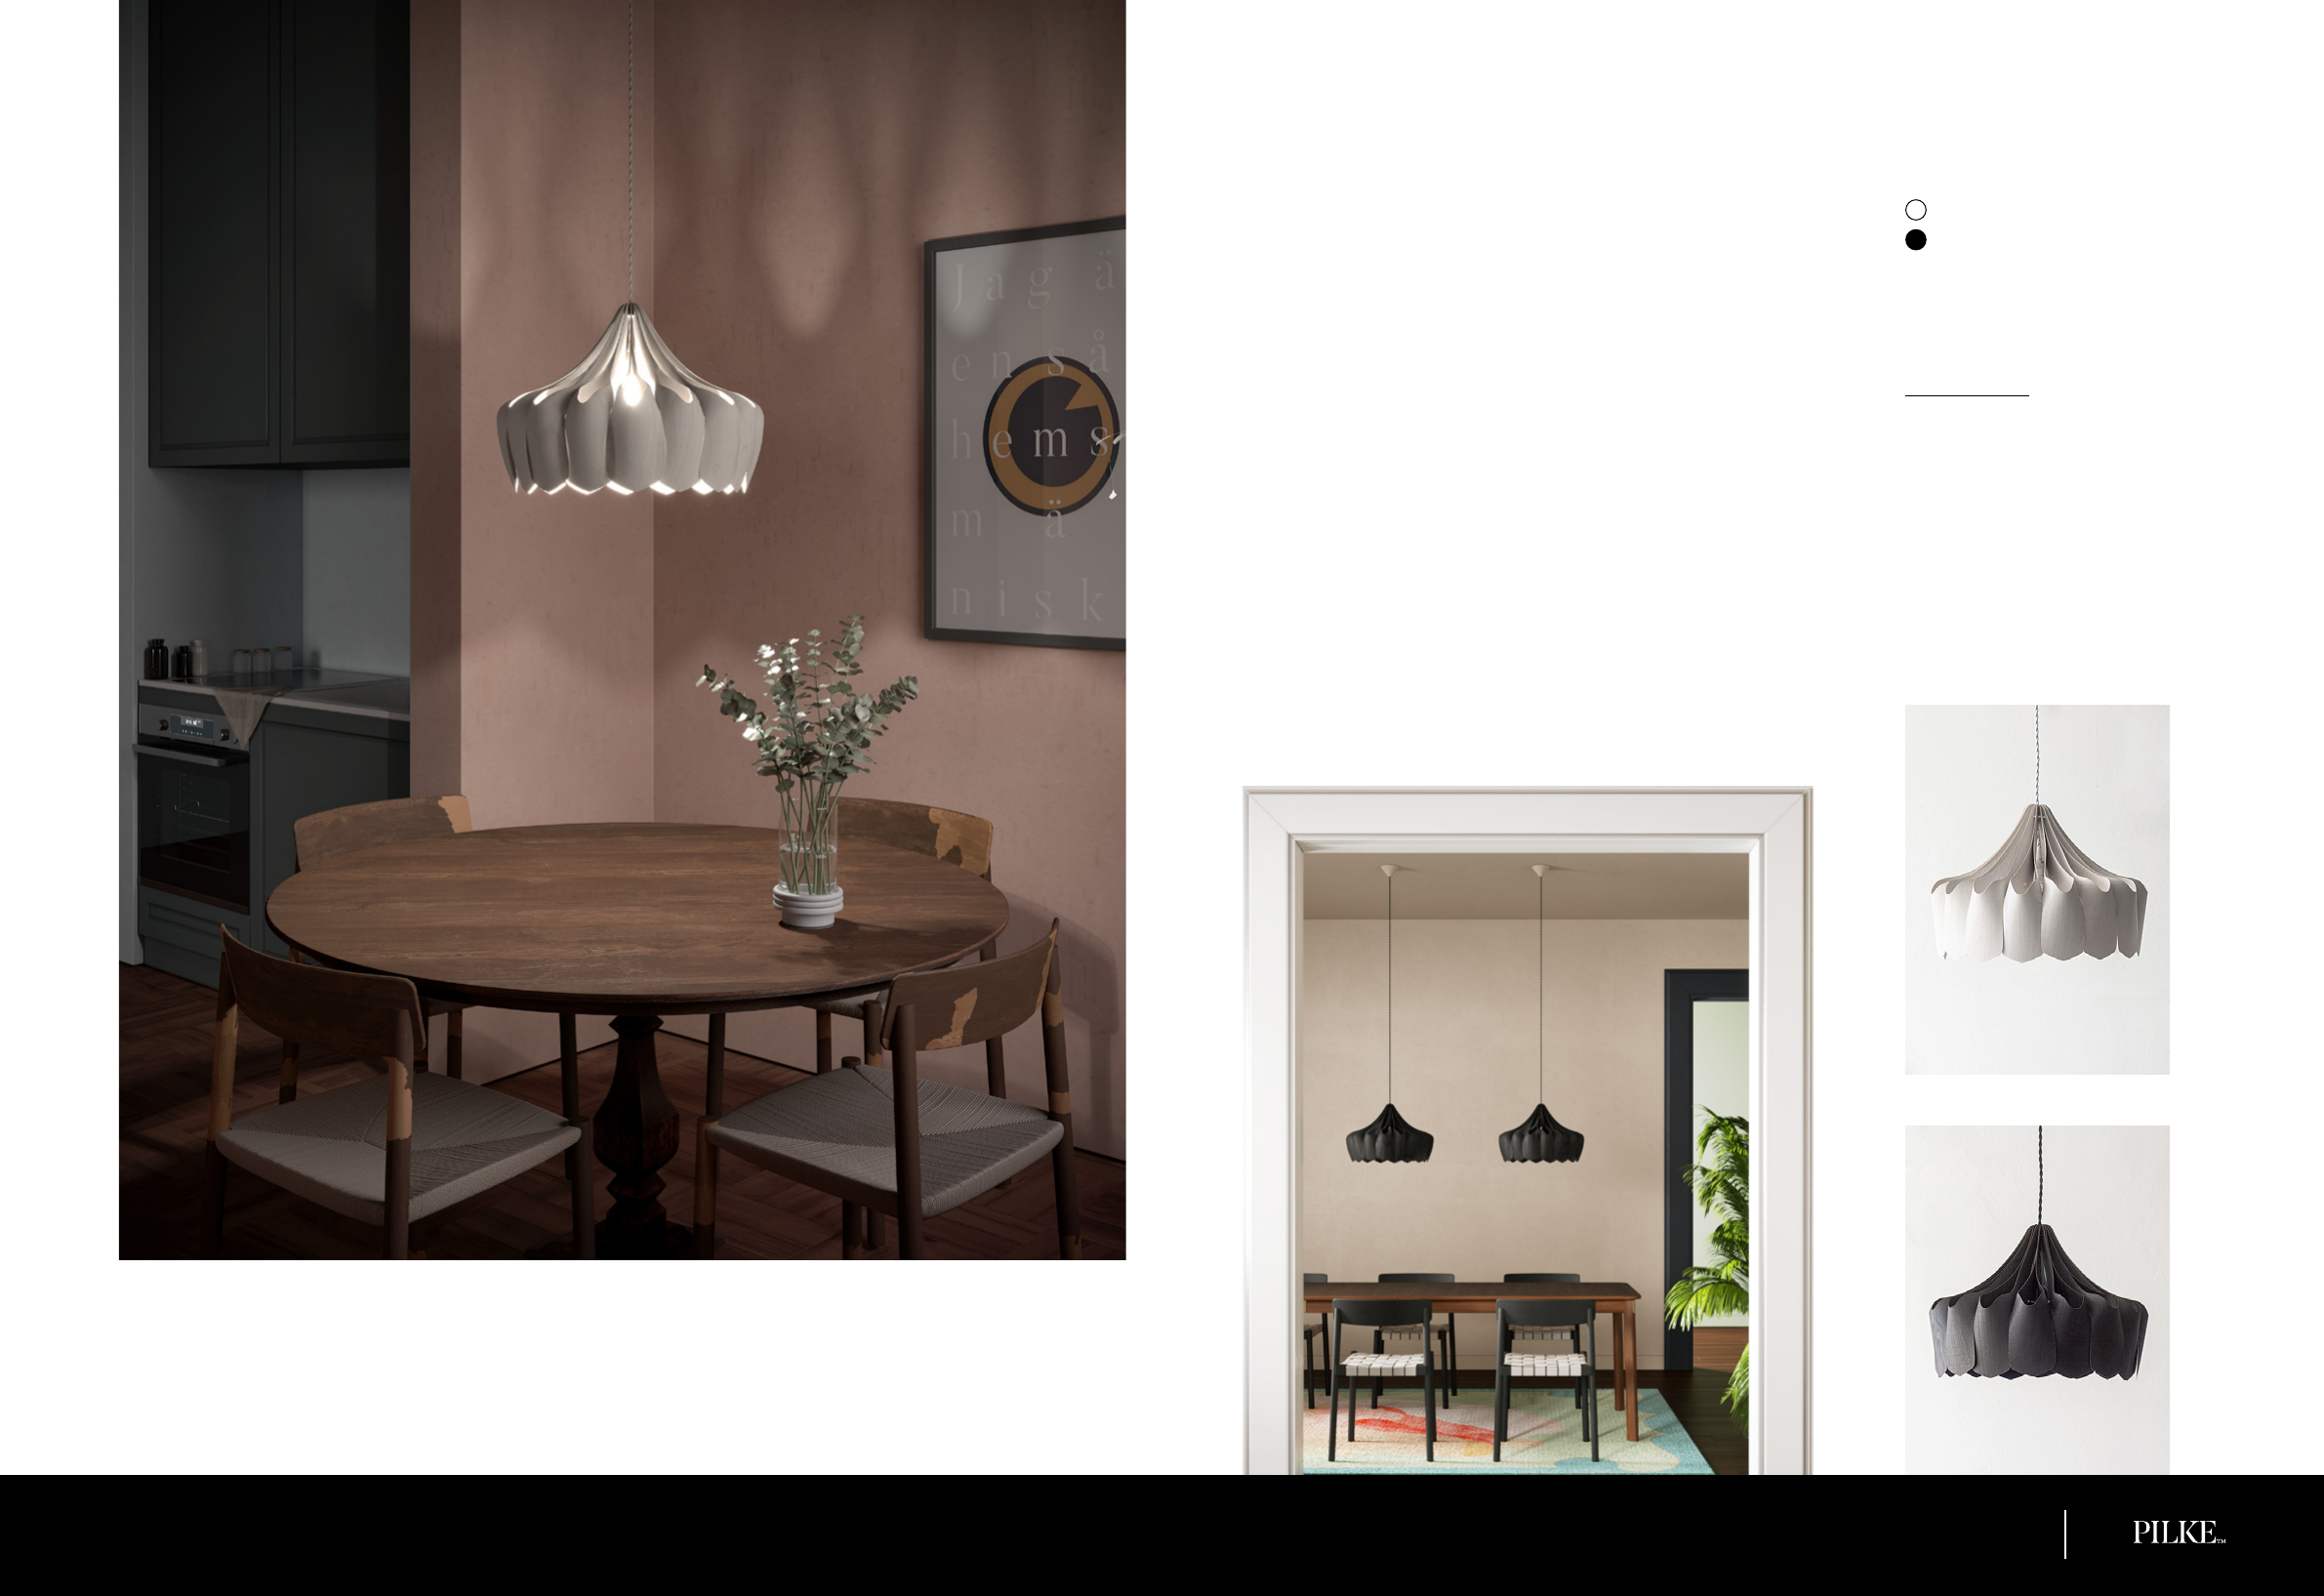 J a g ä
e n s å
h e m s
m ä
n i s k
PILKE™